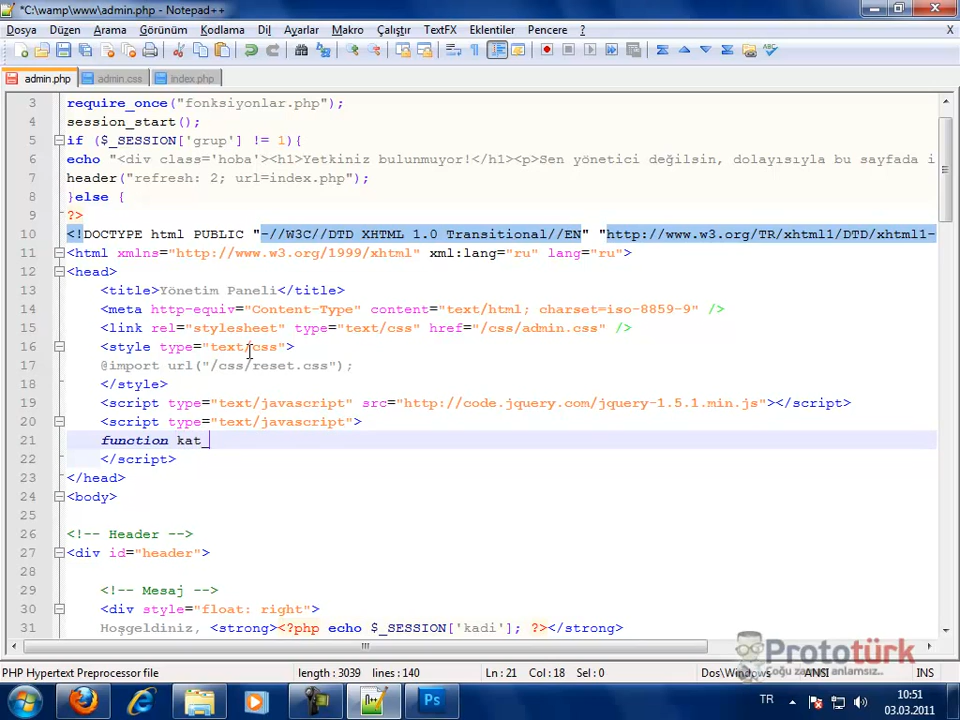 *C:\wamp\www\admin.php - Notepad++
Dosya Düzen Arama Görünüm Kodlama Dil Ayarlar Makro Çalıştır TextFX Eklentiler Pencere ? X
admin.php admin.css index.php
3 require_once("fonksiyonlar.php");
4 session_start();
5 if ($_SESSION['grup'] != 1){
6 echo "<div class='hoba'><h1>Yetkiniz bulunmuyor!</h1><p>Sen yönetici değilsin, dolayısıyla bu sayfada i
7 header("refresh: 2; url=index.php");
8 }else {
9 ?>
10 <!DOCTYPE html PUBLIC "-//W3C//DTD XHTML 1.0 Transitional//EN" "http://www.w3.org/TR/xhtml1/DTD/xhtml1-
11 <html xmlns="http://www.w3.org/1999/xhtml" xml:lang="ru" lang="ru">
12 <head>
13 <title>Yönetim Paneli</title>
14 <meta http-equiv="Content-Type" content="text/html; charset=iso-8859-9" />
15 <link rel="stylesheet" type="text/css" href="/css/admin.css" />
16 <style type="text/css">
17 @import url("/css/reset.css");
18 </style>
19 <script type="text/javascript" src="http://code.jquery.com/jquery-1.5.1.min.js"></script>
20 <script type="text/javascript">
21 function kat_
22 </script>
23 </head>
24 <body>
25
26 <!-- Header -->
27 <div id="header">
28
29 <!-- Mesaj -->
30 <div style="float: right">
31 Hoşgeldiniz, <strong><?php echo $_SESSION['kadi']; ?></strong>
Prototürk
Çoğu zaman anlamsız..
PHP Hypertext Preprocessor file length : 3039 lines : 140 Ln : 21 Col : 18 Sel : 0 Dos\Windows ANSI INS
Ps TR 10:51
03.03.2011